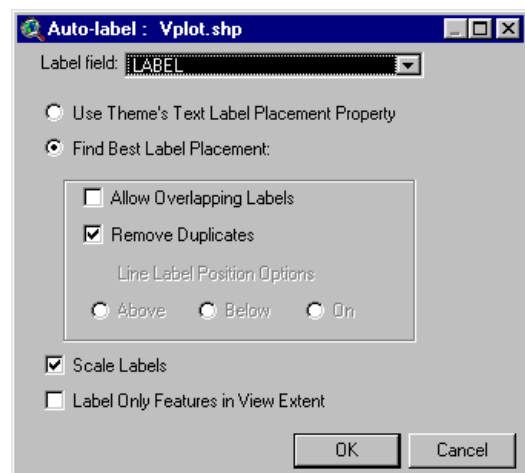 Auto-label : Vplot.shp
Label field: LABEL
Use Theme's Text Label Placement Property
Find Best Label Placement:
Allow Overlapping Labels
Remove Duplicates
Line Label Position Options
Above Below On
Scale Labels
Label Only Features in View Extent
OK Cancel